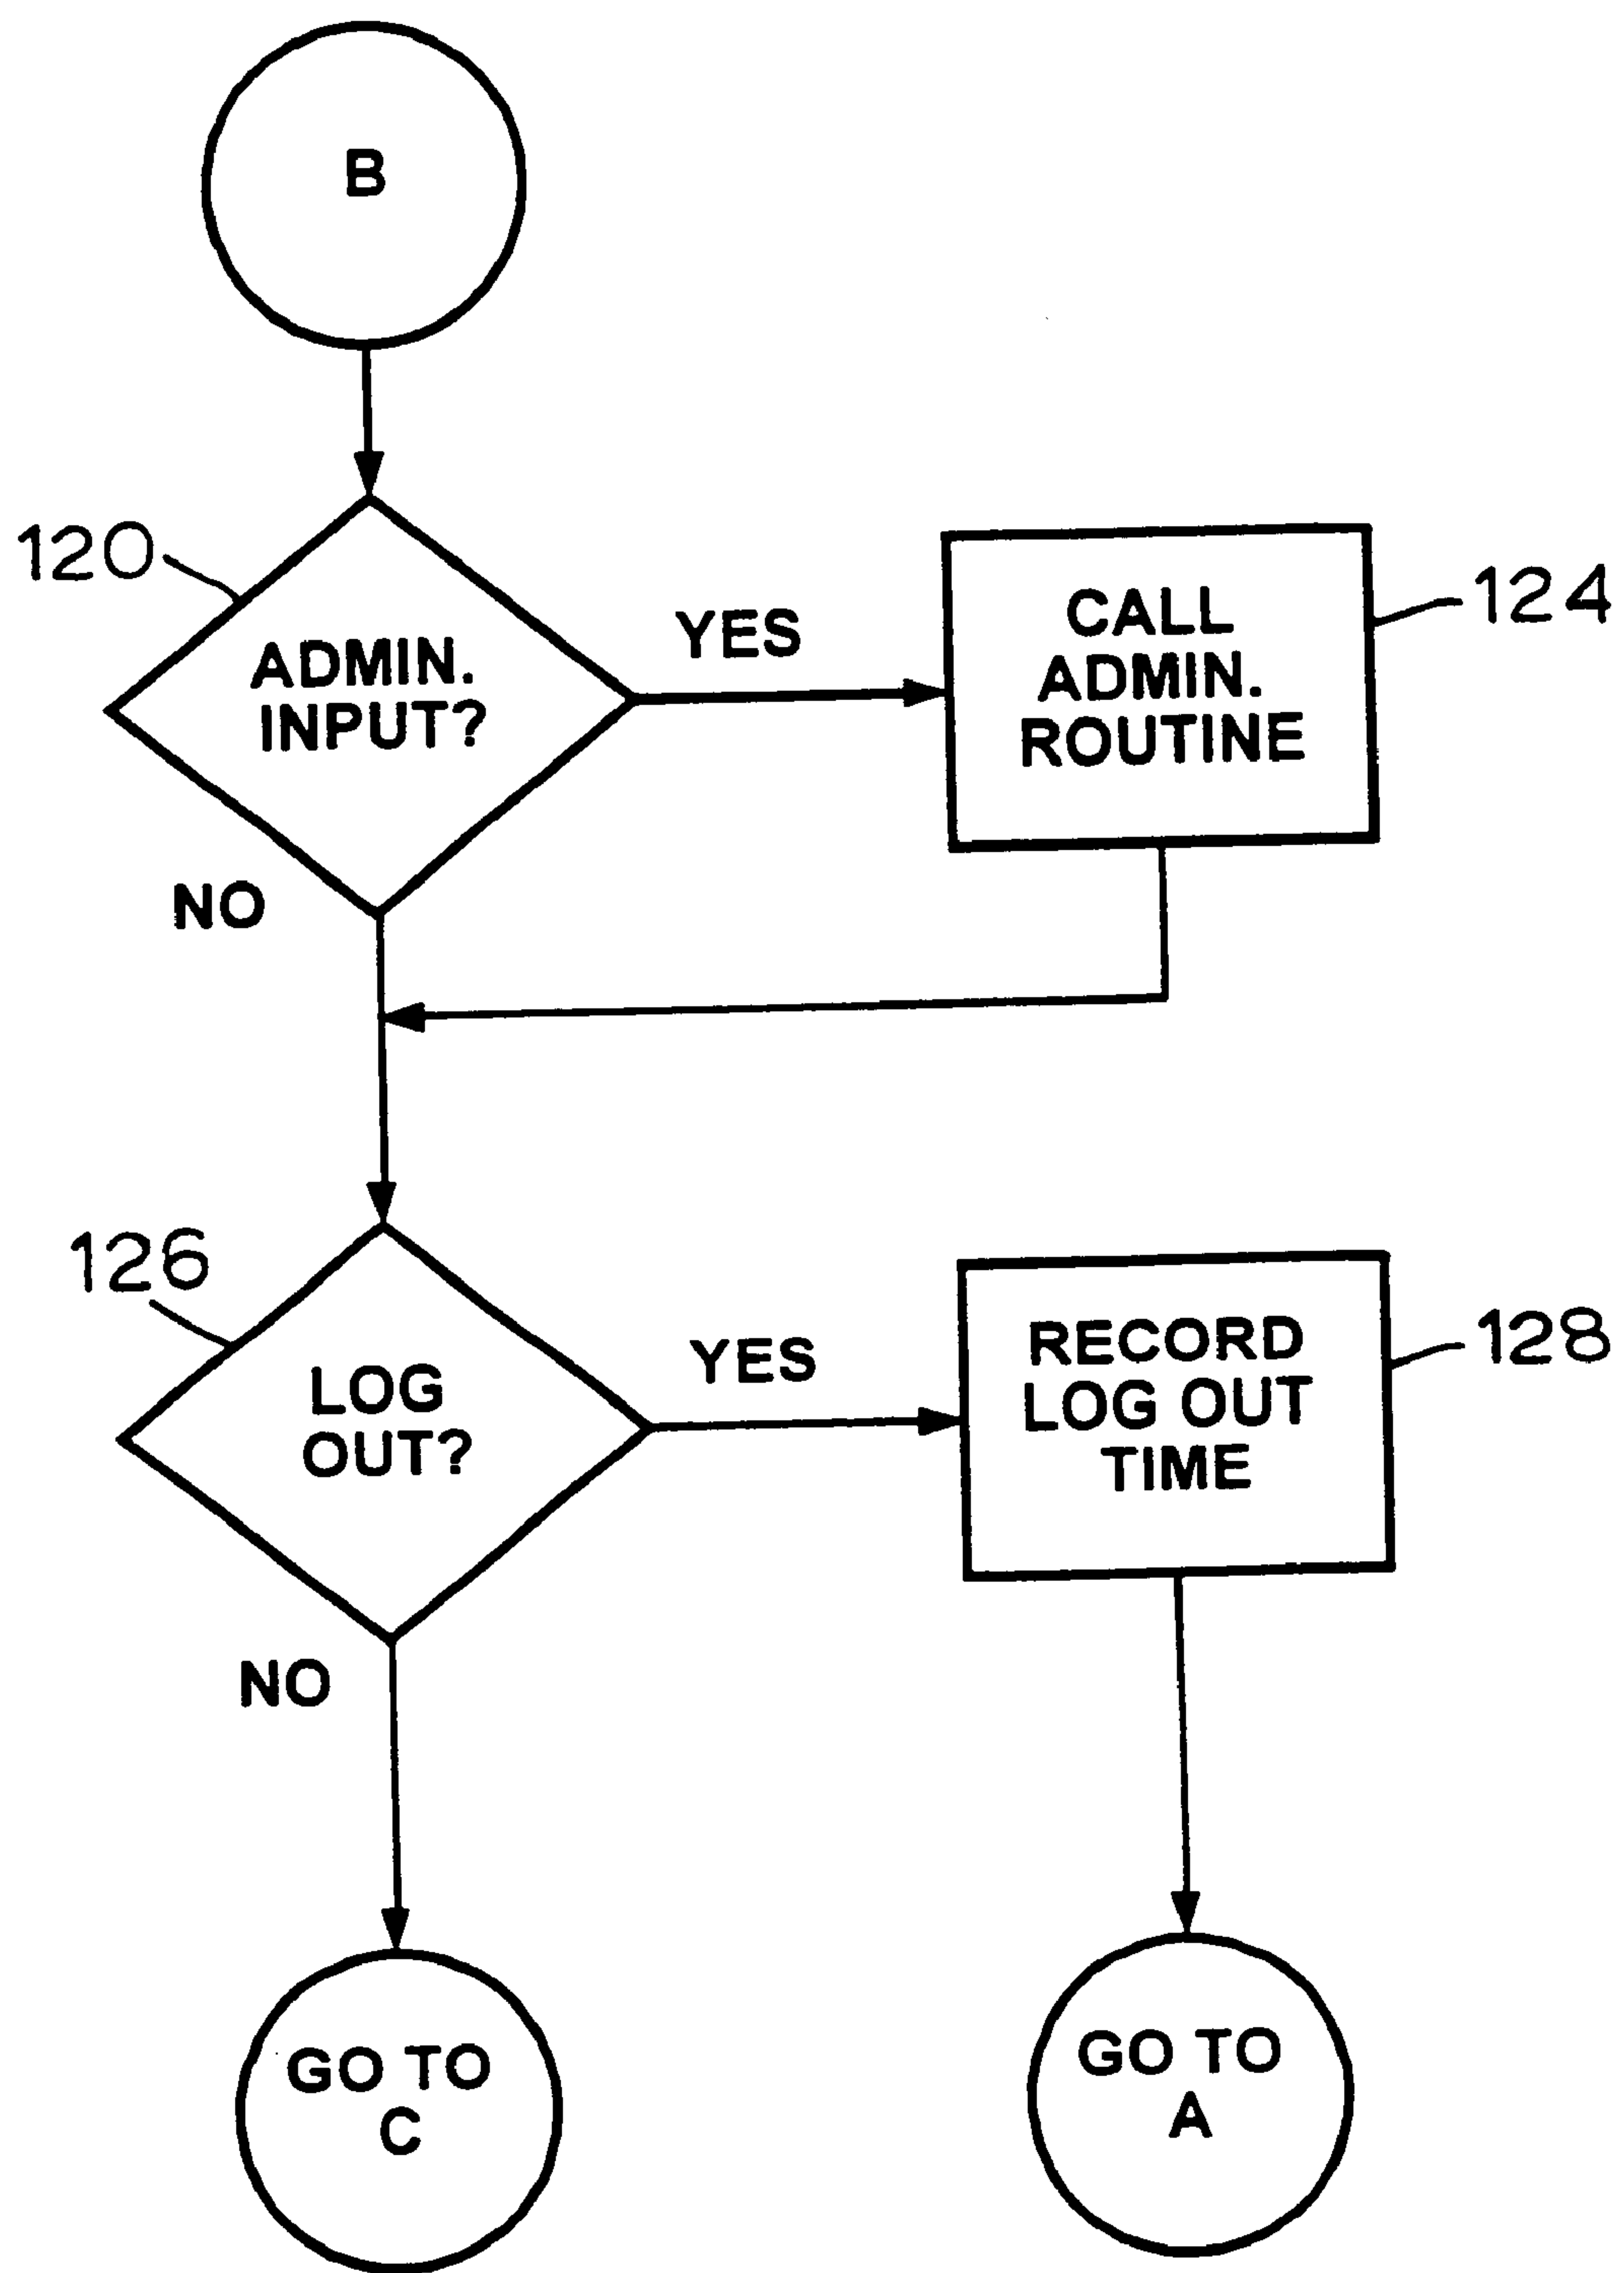 B
120
ADMIN.
INPUT?
YES
CALL
ADMIN.
ROUTINE
124
NO
126
LOG
OUT?
YES
RECORD
LOG OUT
TIME
128
NO
GO TO
C
GO TO
A